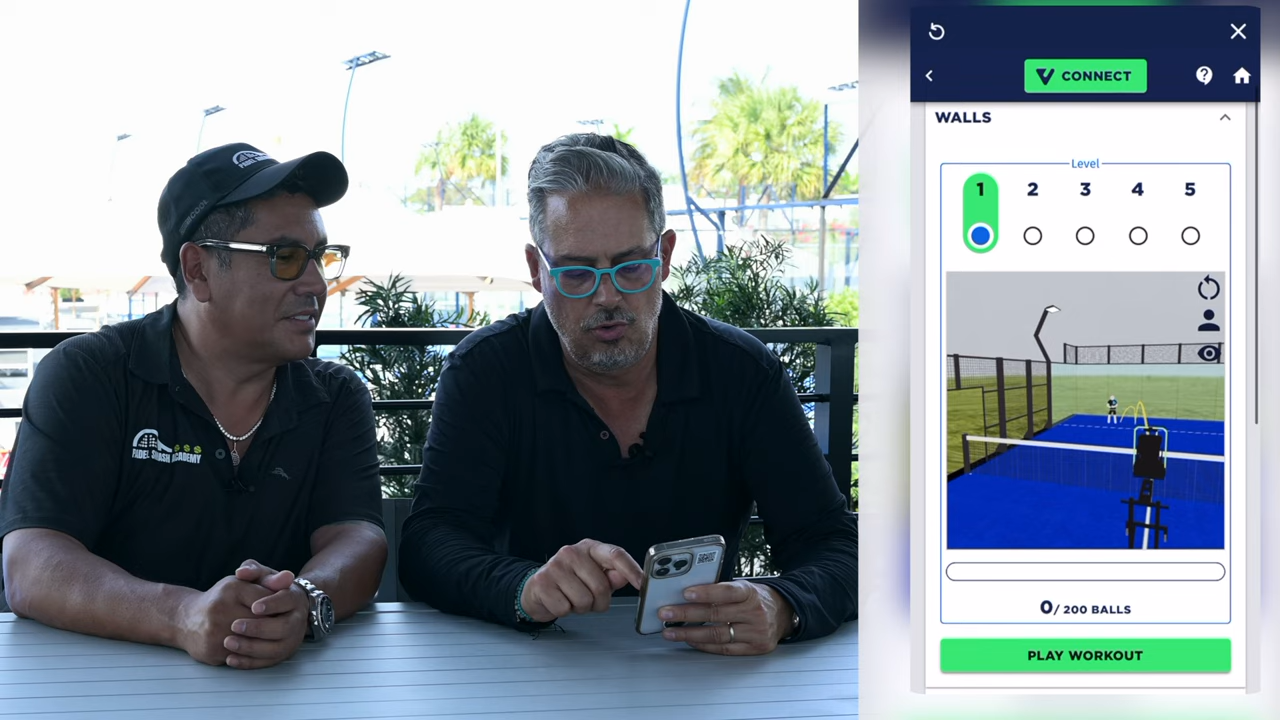 PADEL SMASH ACADEMY
CONNECT
WALLS
Level
1 2 3 4 5
0/ 200 BALLS
PLAY WORKOUT